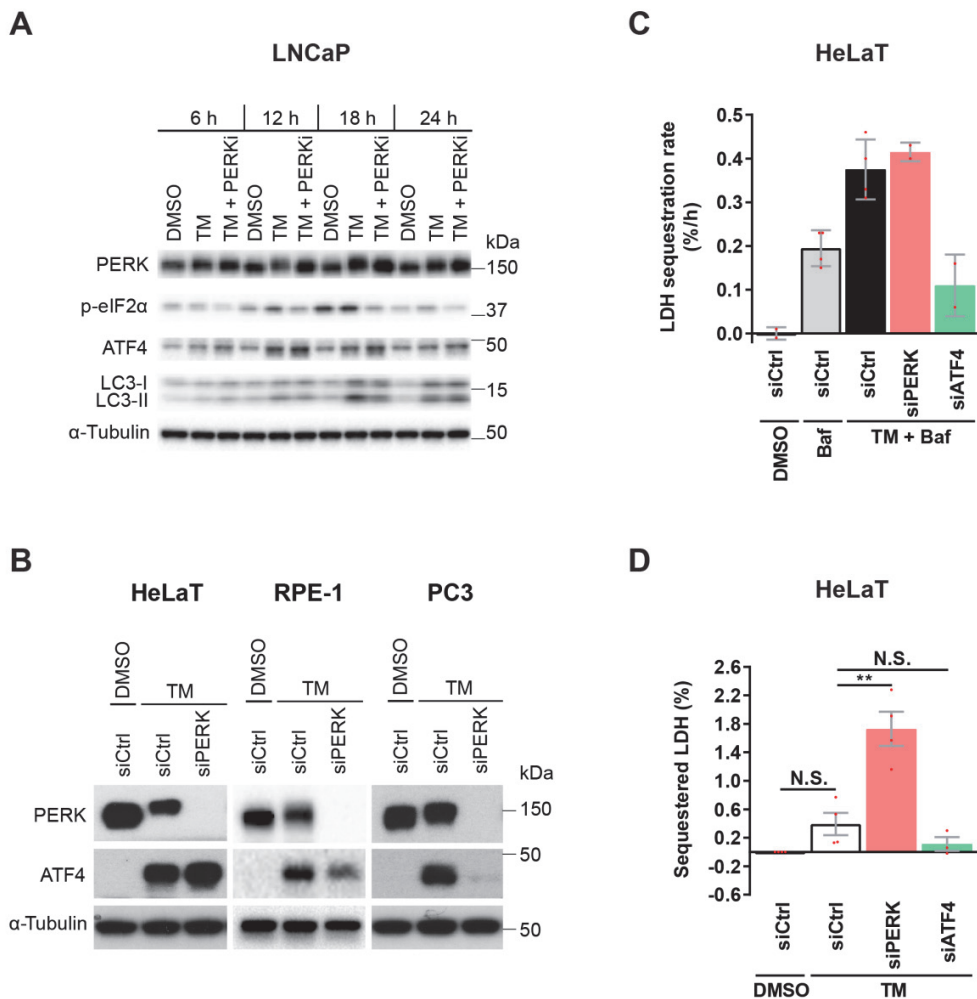 A
LNCaP
6 h 12 h 18 h 24 h
DMSO TM TM + PERKi DMSO TM TM + PERKi DMSO TM TM + PERKi DMSO TM TM + PERKi
kDa
PERK 150
p-eIF2α 37
ATF4 50
LC3-I 15
LC3-II
α-Tubulin 50
B
HeLaT RPE-1 PC3
DMSO TM DMSO TM DMSO TM
siCtrl siCtrl siPERK siCtrl siCtrl siPERK siCtrl siCtrl siPERK
kDa
PERK 150
50
ATF4
α-Tubulin 50
C
HeLaT
LDH sequestration rate
(%/h)
0.5
0.4
0.3
0.2
0.1
0.0
siCtrl siCtrl siCtrl siPERK siATF4
DMSO Baf TM + Baf
D
HeLaT
Sequestered LDH (%)
2.6
2.2
1.8
1.4
1.0
0.6
0.2
-0.2
-0.6
N.S.
**
N.S.
siCtrl siCtrl siPERK siATF4
DMSO TM